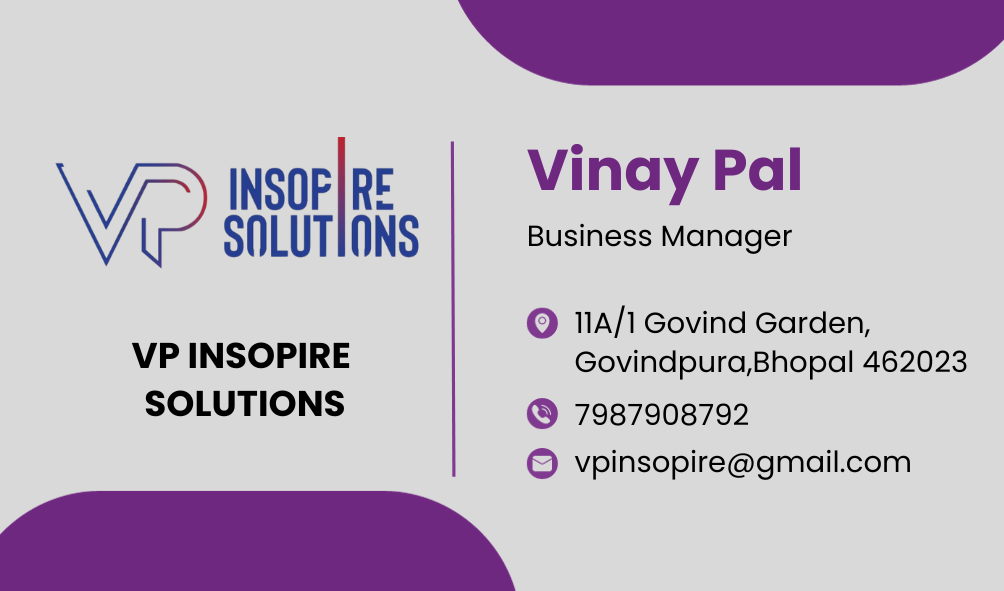 VP
INSOPIRE
SOLUTIONS
VP INSOPIRE
SOLUTIONS
Vinay Pal
Business Manager
11A/1 Govind Garden,
Govindpura,Bhopal 462023
7987908792
vpinsopire@gmail.com